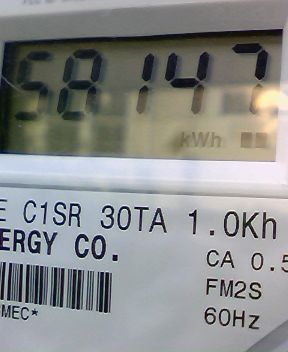 58147
kWh
E C1SR 30TA 1.0Kh
ERGY CO.
CA 0.5
FM2S
MEC*
60Hz